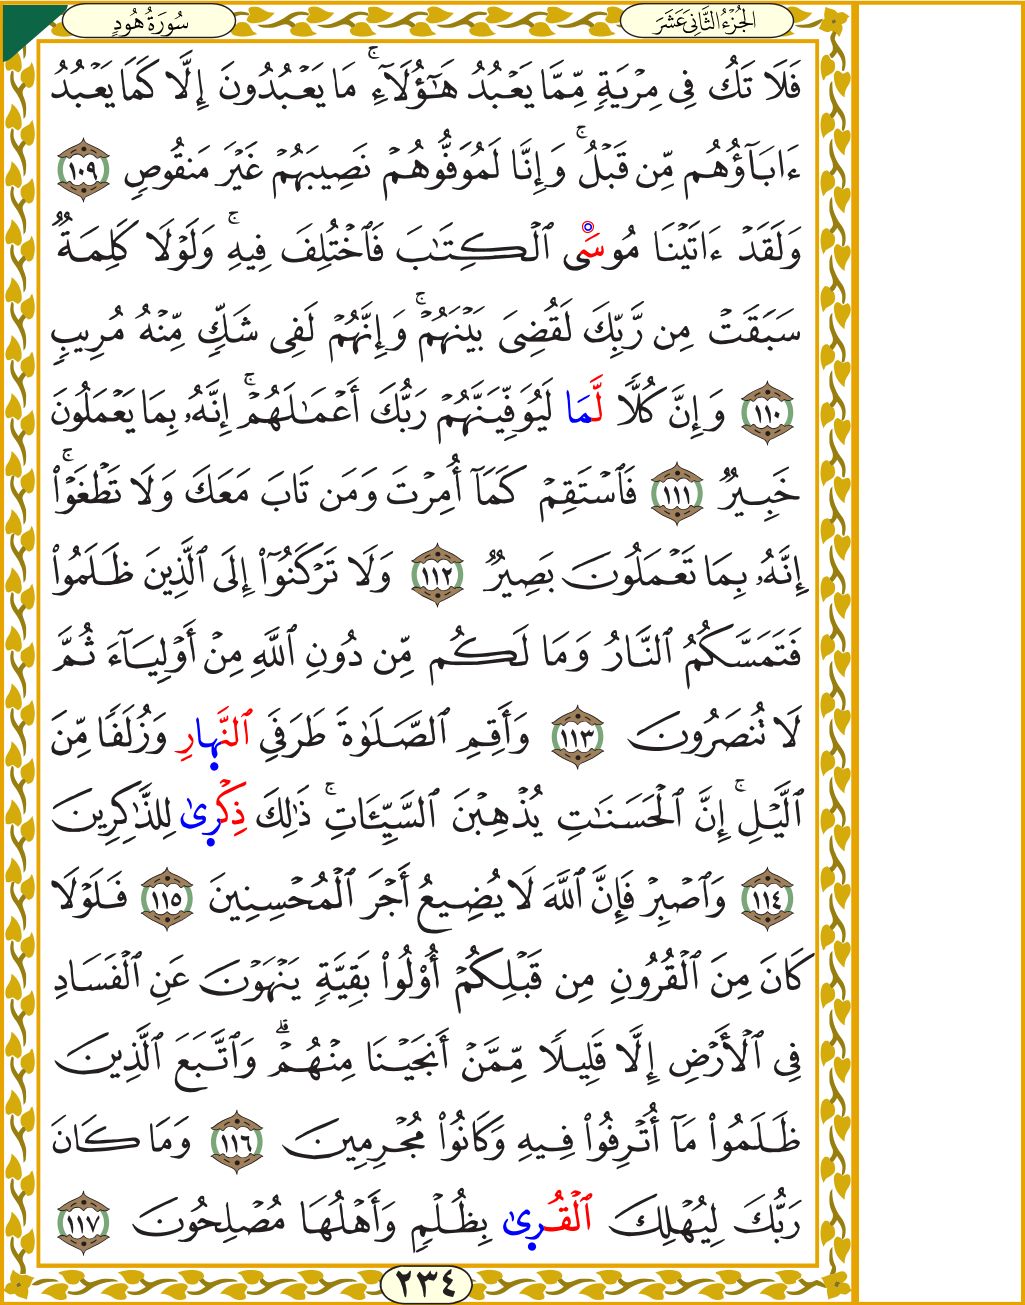 الجُزْءُ الثَّانِيَ عَشَرَ
سُورَةُ هُودٍ
فَلَا تَكُ فِي مِرْيَةٍ مِّمَّا يَعْبُدُ هَٰٓؤُلَآءِۚ مَا يَعْبُدُونَ إِلَّا كَمَا يَعْبُدُ
ءَابَآؤُهُم مِّن قَبْلُۚ وَإِنَّا لَمُوَفُّوهُمْ نَصِيبَهُمْ غَيْرَ مَنقُوصٍ ١٠٩
وَلَقَدْ ءَاتَيْنَا مُوسَى ٱلْكِتَٰبَ فَٱخْتُلِفَ فِيهِۚ وَلَوْلَا كَلِمَةٌ
سَبَقَتْ مِن رَّبِّكَ لَقُضِىَ بَيْنَهُمْۚ وَإِنَّهُمْ لَفِى شَكٍّ مِّنْهُ مُرِيبٍ
١١٠ وَإِنَّ كُلًّا لَّمَا لَيُوَفِّيَنَّهُمْ رَبُّكَ أَعْمَٰلَهُمْۚ إِنَّهُۥ بِمَا يَعْمَلُونَ
خَبِيرٌ ١١١ فَٱسْتَقِمْ كَمَآ أُمِرْتَ وَمَن تَابَ مَعَكَ وَلَا تَطْغَوْا۟ۚ
إِنَّهُۥ بِمَا تَعْمَلُونَ بَصِيرٌ ١١٢ وَلَا تَرْكَنُوٓا۟ إِلَى ٱلَّذِينَ ظَلَمُوا۟
فَتَمَسَّكُمُ ٱلنَّارُ وَمَا لَكُم مِّن دُونِ ٱللَّهِ مِنْ أَوْلِيَآءَ ثُمَّ
لَا تُنصَرُونَ ١١٣ وَأَقِمِ ٱلصَّلَوٰةَ طَرَفَىِ ٱلنَّهارِ وَزُلَفًا مِّنَ
ٱلَّيْلِۚ إِنَّ ٱلْحَسَنَٰتِ يُذْهِبْنَ ٱلسَّيِّـَٔاتِۚ ذَٰلِكَ ذِكْرىٰ لِلذَّٰكِرِينَ
١١٤ وَٱصْبِرْ فَإِنَّ ٱللَّهَ لَا يُضِيعُ أَجْرَ ٱلْمُحْسِنِينَ ١١٥ فَلَوْلَا
كَانَ مِنَ ٱلْقُرُونِ مِن قَبْلِكُمْ أُو۟لُوا۟ بَقِيَّةٍ يَنْهَوْنَ عَنِ ٱلْفَسَادِ
فِى ٱلْأَرْضِ إِلَّا قَلِيلًا مِّمَّنْ أَنجَيْنَا مِنْهُمْۗ وَٱتَّبَعَ ٱلَّذِينَ
ظَلَمُوا۟ مَآ أُتْرِفُوا۟ فِيهِ وَكَانُوا۟ مُجْرِمِينَ ١١٦ وَمَا كَانَ
رَبُّكَ لِيُهْلِكَ ٱلْقُرىٰ بِظُلْمٍ وَأَهْلُهَا مُصْلِحُونَ ١١٧
٢٣٤